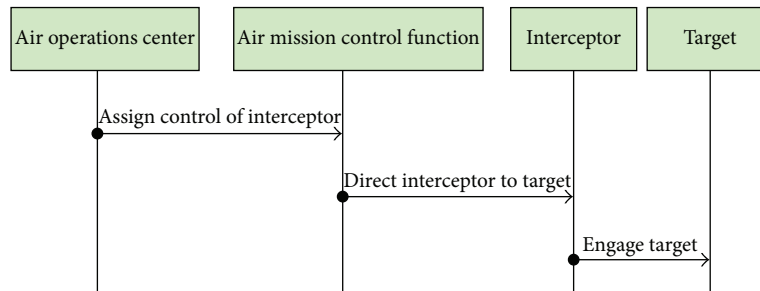 Air operations center
Air mission control function
Interceptor
Target
Assign control of interceptor
Direct interceptor to target
Engage target